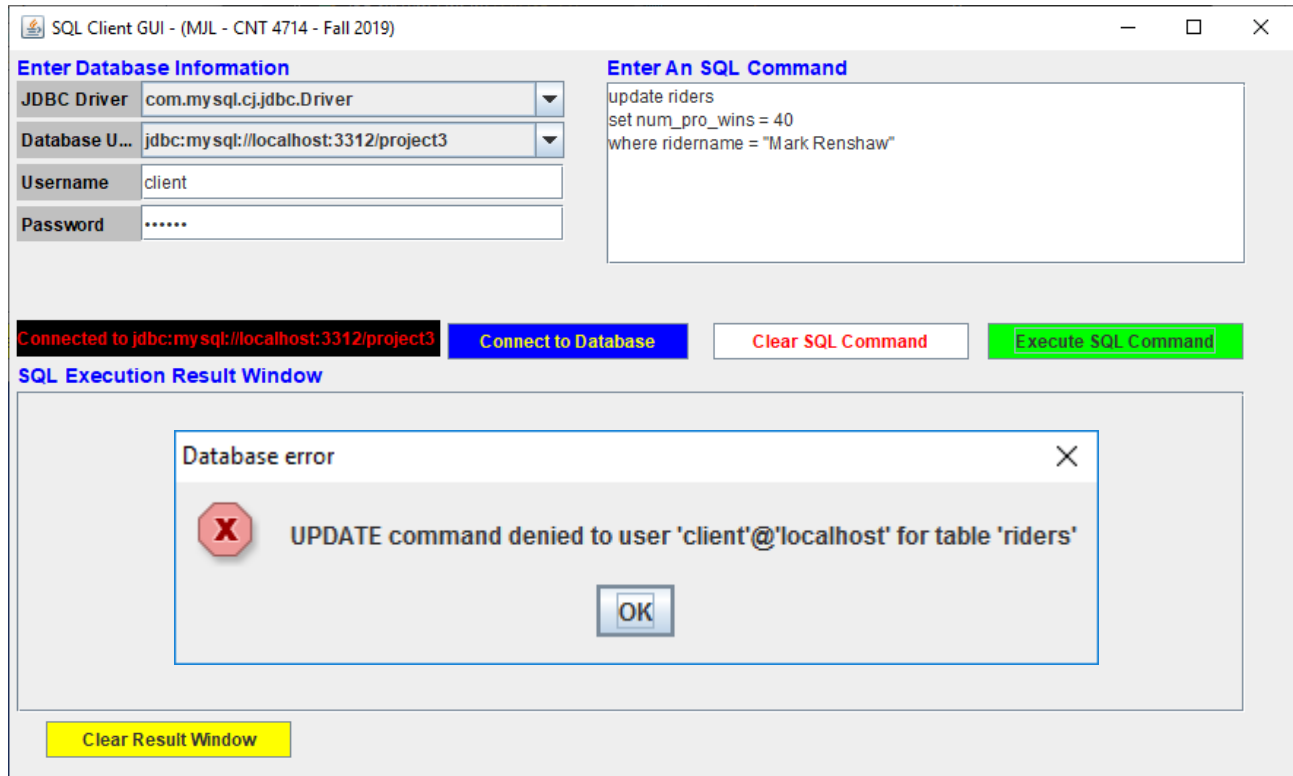 SQL Client GUI - (MJL - CNT 4714 - Fall 2019)
Enter Database Information
JDBC Driver com.mysql.cj.jdbc.Driver
Database U... jdbc:mysql://localhost:3312/project3
Username client
Password ••••••
Enter An SQL Command
update riders
set num_pro_wins = 40
where ridername = "Mark Renshaw"
Connected to jdbc:mysql://localhost:3312/project3 Connect to Database Clear SQL Command Execute SQL Command
SQL Execution Result Window
Database error
X
UPDATE command denied to user 'client'@'localhost' for table 'riders'
OK
Clear Result Window